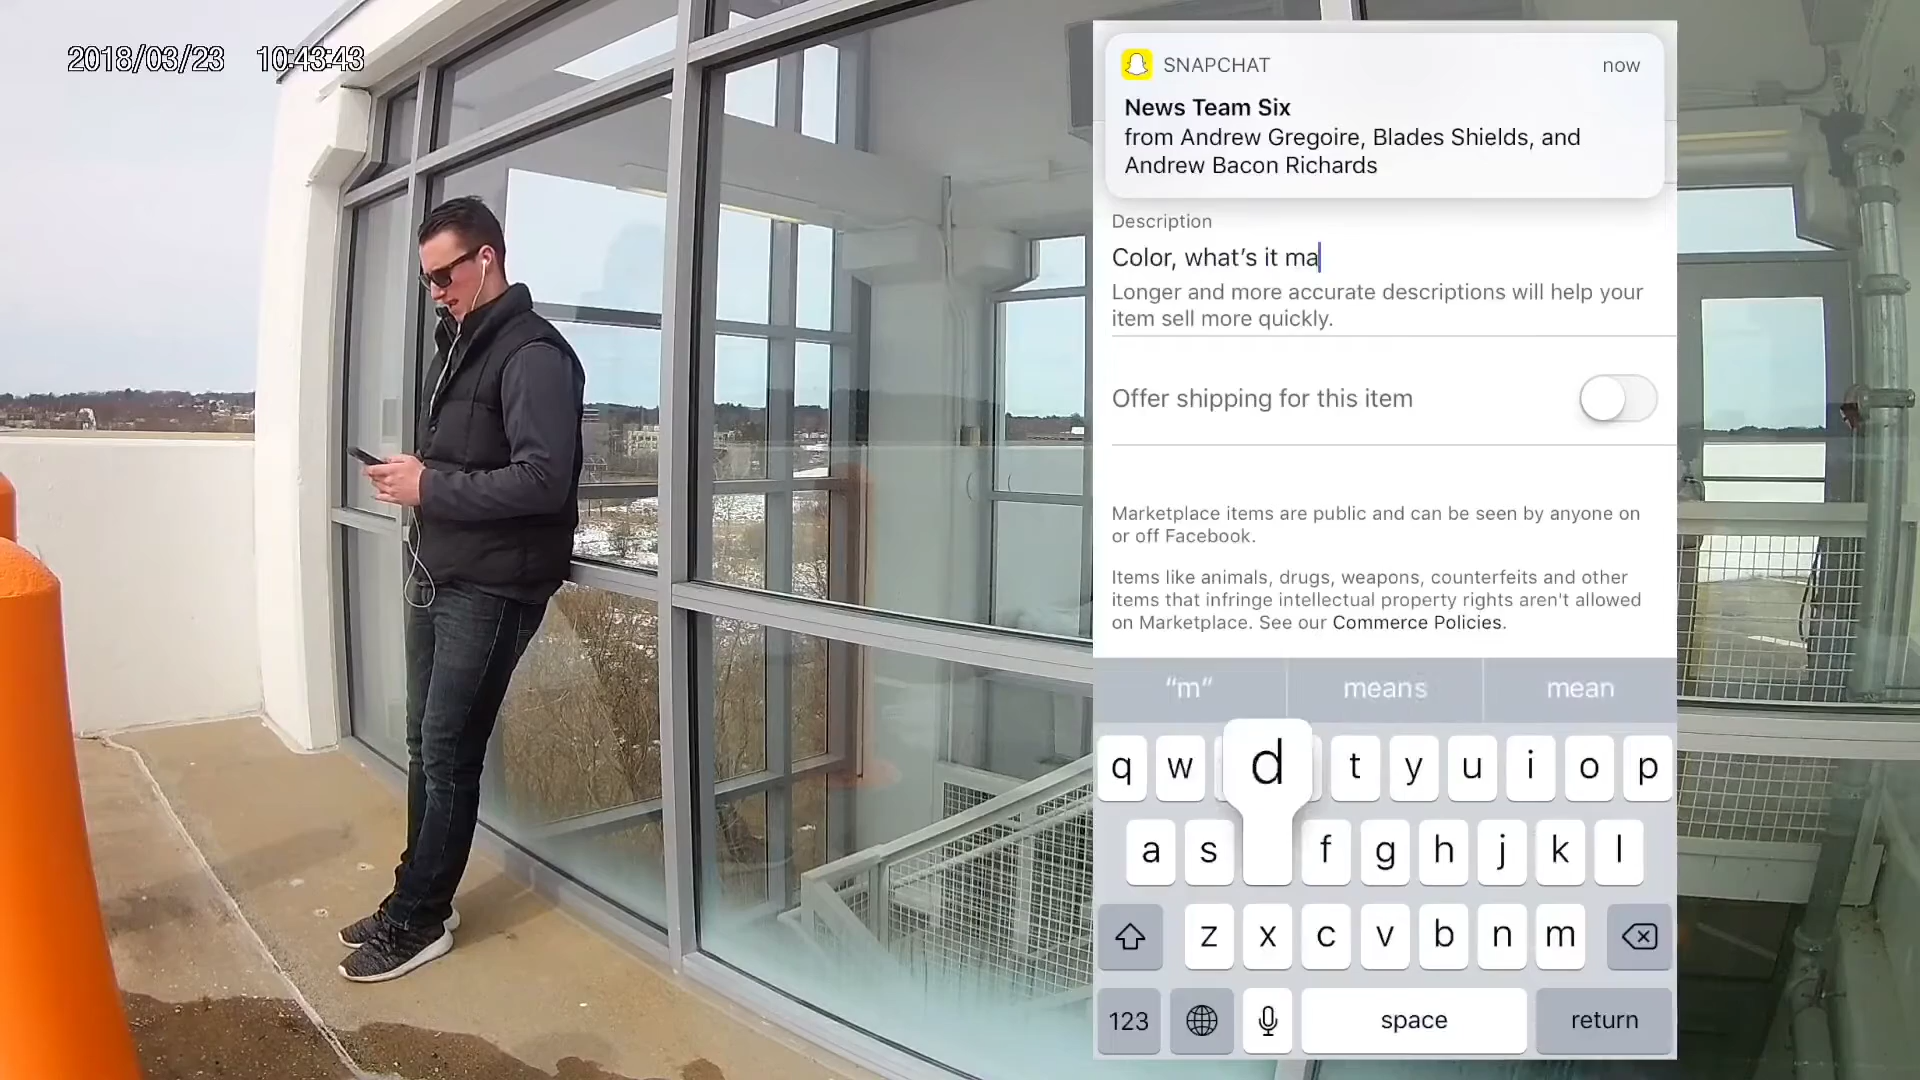 2018/03/23 10:43:43
SNAPCHAT now
News Team Six
from Andrew Gregoire, Blades Shields, and
Andrew Bacon Richards
Description
Color, what's it ma
Longer and more accurate descriptions will help your
item sell more quickly.
Offer shipping for this item
Marketplace items are public and can be seen by anyone on
or off Facebook.
Items like animals, drugs, weapons, counterfeits and other
items that infringe intellectual property rights aren't allowed
on Marketplace. See our Commerce Policies.
“m” means mean
q w d t y u i o p
a s f g h j k l
z x c v b n m
123 space return